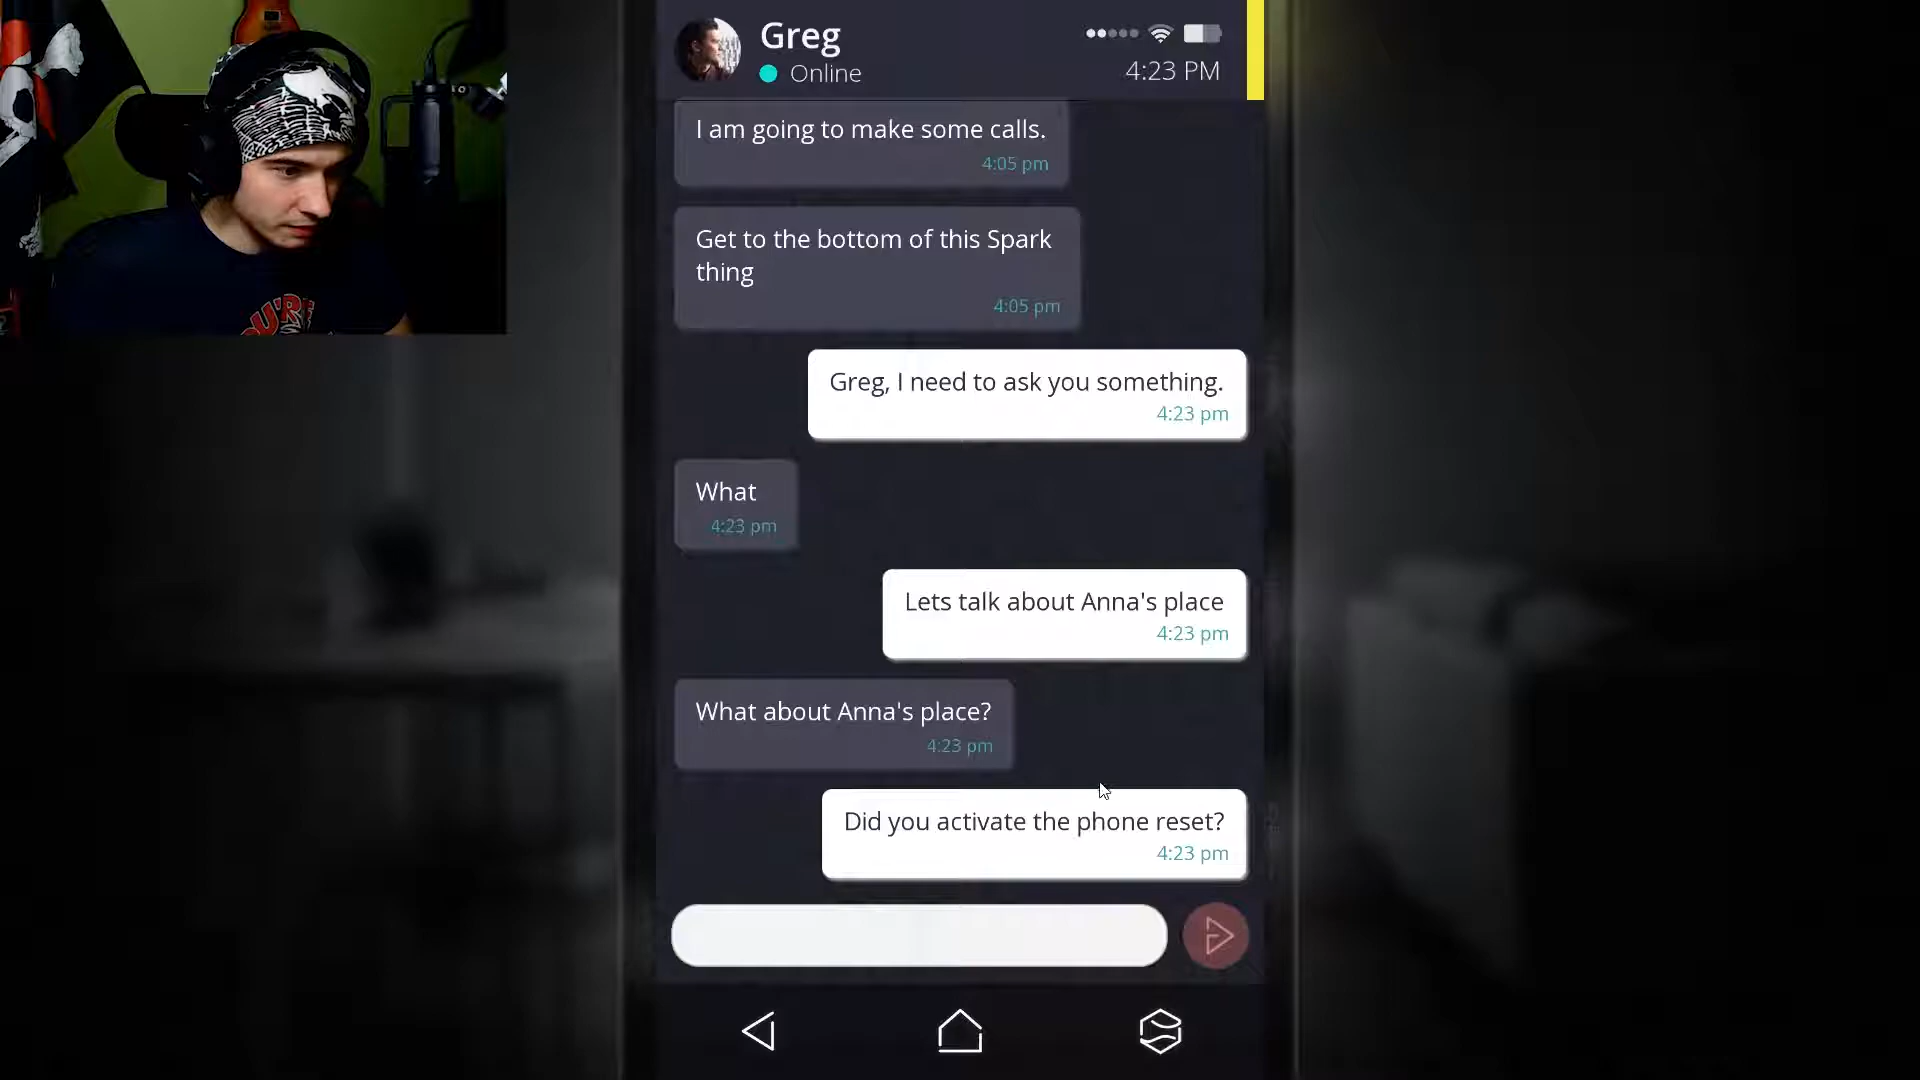 Greg
Online
4:23 PM
I am going to make some calls.
4:05 pm
Get to the bottom of this Spark
thing
4:05 pm
Greg, I need to ask you something.
4:23 pm
What
4:23 pm
Lets talk about Anna's place
4:23 pm
What about Anna's place?
4:23 pm
Did you activate the phone reset?
4:23 pm
OU'RE